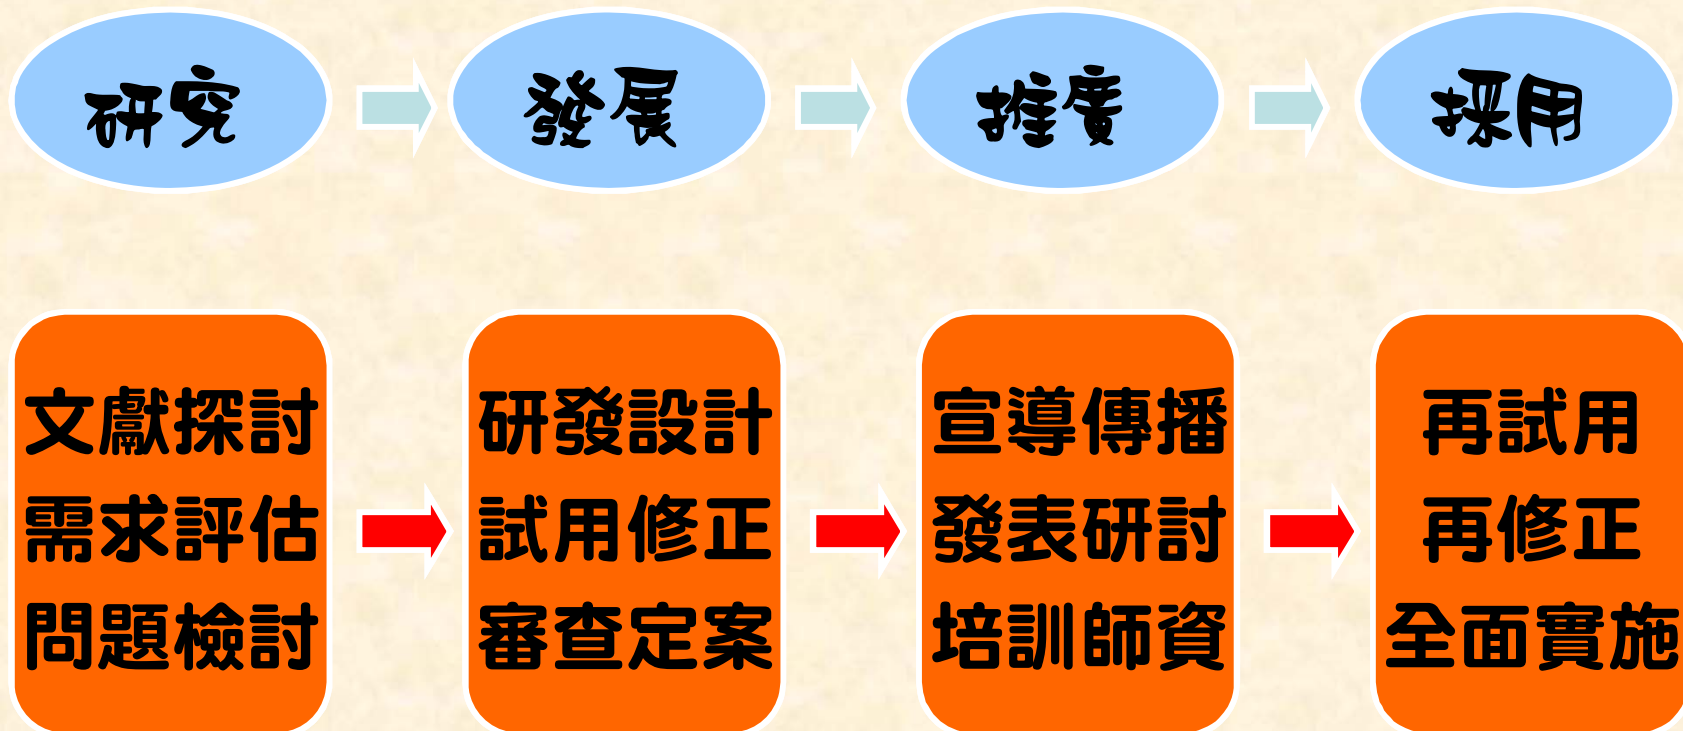 研究
發展
推廣
採用
文獻探討
需求評估
問題檢討
研發設計
試用修正
審查定案
宣導傳播
發表研討
培訓師資
再試用
再修正
全面實施